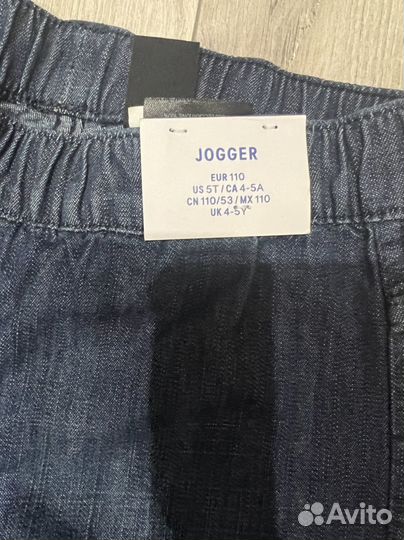 JOGGER
EUR 110
US 5T / CA 4-5A
CN 110/53 / MX 110
UK 4-5Y
Avito